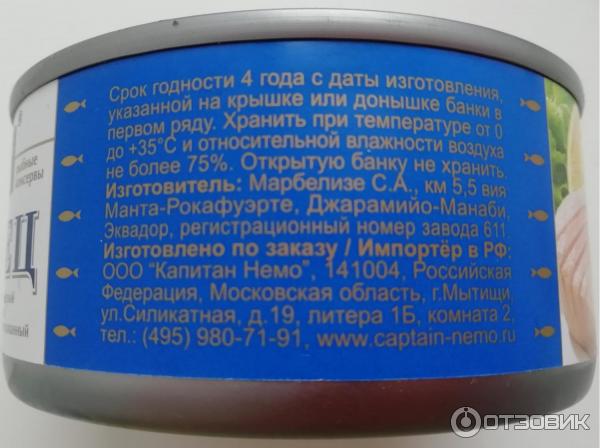 Срок годности 4 года с даты изготовления,
указанной на крышке или донышке банки в
первом ряду. Хранить при температуре от 0
до +35°С и относительной влажности воздуха
не более 75%. Открытую банку не хранить.
Изготовитель: Марбелизе С.А., км 5,5 виа
Манта-Рокафуэрте, Джарамийо-Манаби,
Эквадор, регистрационный номер завода 611.
Изготовлено по заказу / Импортёр в РФ:
ООО "Капитан Немо", 141004, Российская
Федерация, Московская область, г.Мытищи,
ул.Силикатная, д.19, литера 1Б, комната 2,
тел.: (495) 980-71-91, www.captain-nemo.ru
рыбные
консервы
ЕЦ
ОТЗОВИК